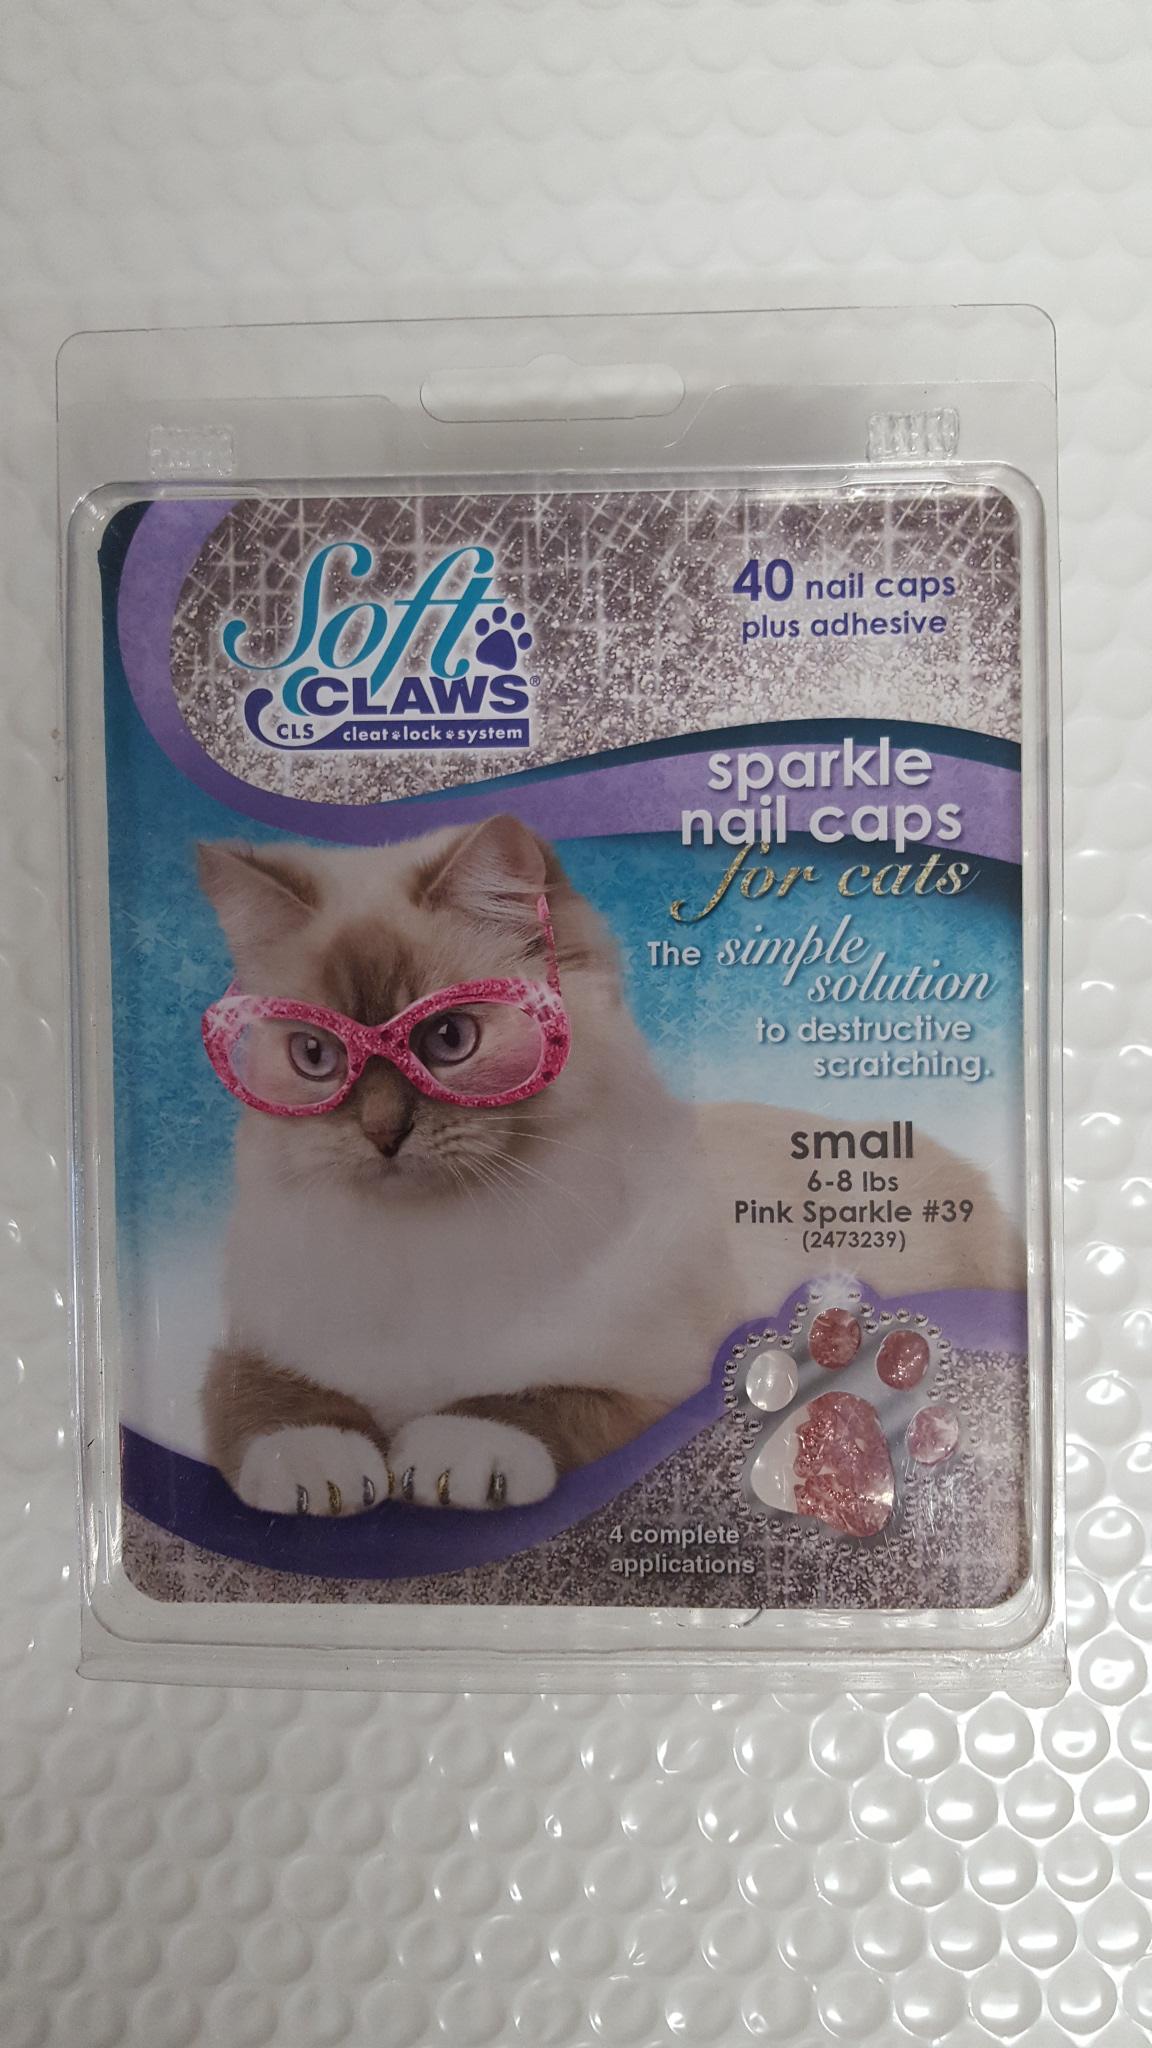 Soft
CLAWS®
CLS cleat lock system
40 nail caps
plus adhesive
sparkle
nail caps
for cats
The simple
solution
to destructive
scratching.
small
6-8 lbs
Pink Sparkle #39
(2473239)
4 complete
applications